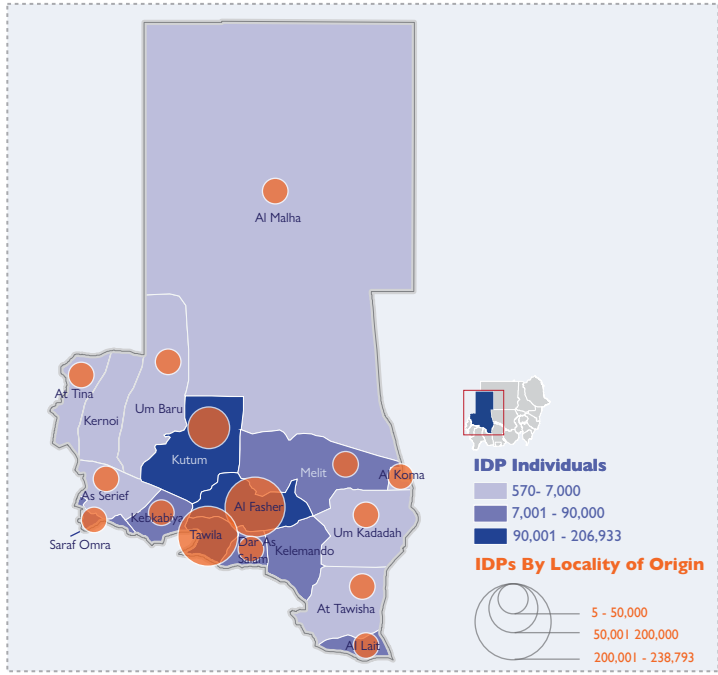 Al Malha
At Tina
Kernoi
Um Baru
Kutum
Melit
Al Koma
As Serief
Kebkabiya
Al Fasher
Saraf Omra
Tawila
Dar As
Salam
Kelemando
Um Kadadah
At Tawisha
Al Lait
IDP Individuals
570- 7,000
7,001 - 90,000
90,001 - 206,933
IDPs By Locality of Origin
5 - 50,000
50,001 200,000
200,001 - 238,793